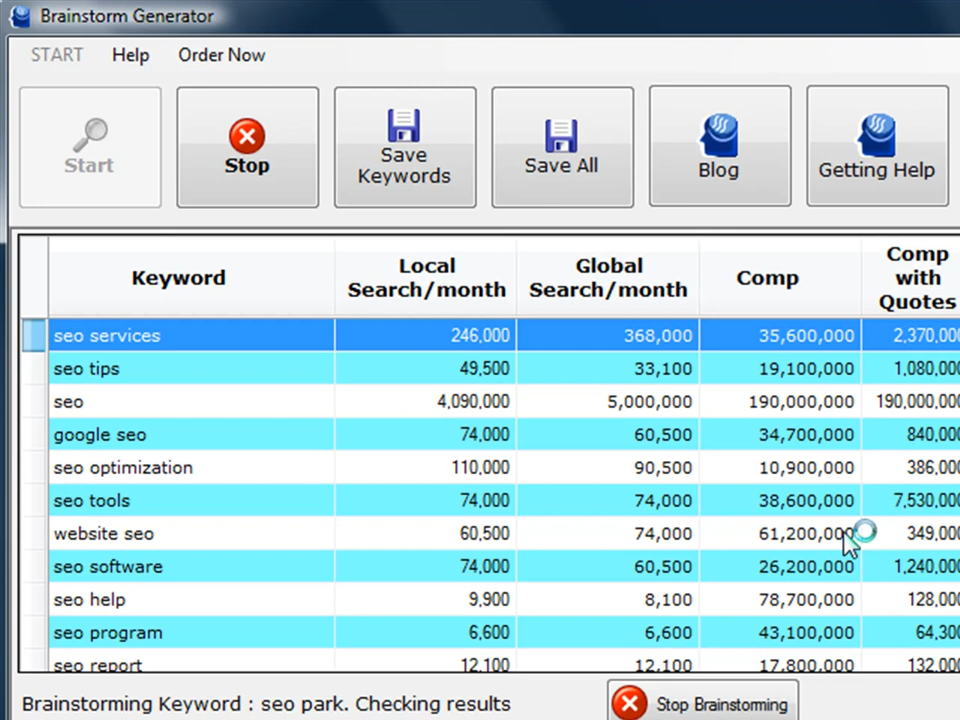 Brainstorm Generator
START Help Order Now
Start
Stop
Save
Keywords
Save All
Blog
Getting Help
Keyword
Local
Search/month
Global
Search/month
Comp
Comp
with
Quotes
seo services 246,000 368,000 35,600,000 2,370,000
seo tips 49,500 33,100 19,100,000 1,080,000
seo 4,090,000 5,000,000 190,000,000 190,000,000
google seo 74,000 60,500 34,700,000 840,000
seo optimization 110,000 90,500 10,900,000 386,000
seo tools 74,000 74,000 38,600,000 7,530,000
website seo 60,500 74,000 61,200,000 349,000
seo software 74,000 60,500 26,200,000 1,240,000
seo help 9,900 8,100 78,700,000 128,000
seo program 6,600 6,600 43,100,000 64,300
seo report 12,100 12,100 17,800,000 132,000
Brainstorming Keyword : seo park. Checking results
Stop Brainstorming